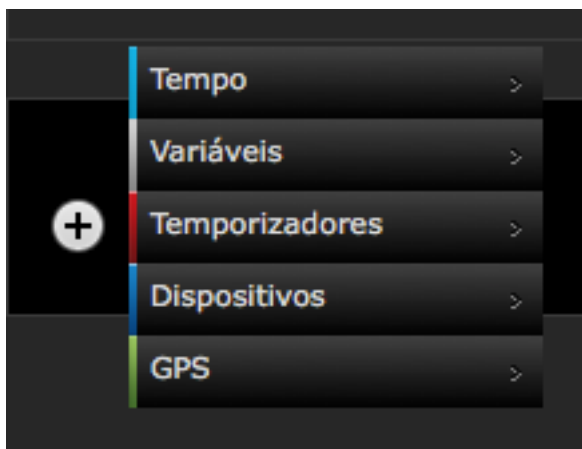 Tempo
Variáveis
Temporizadores
Dispositivos
GPS